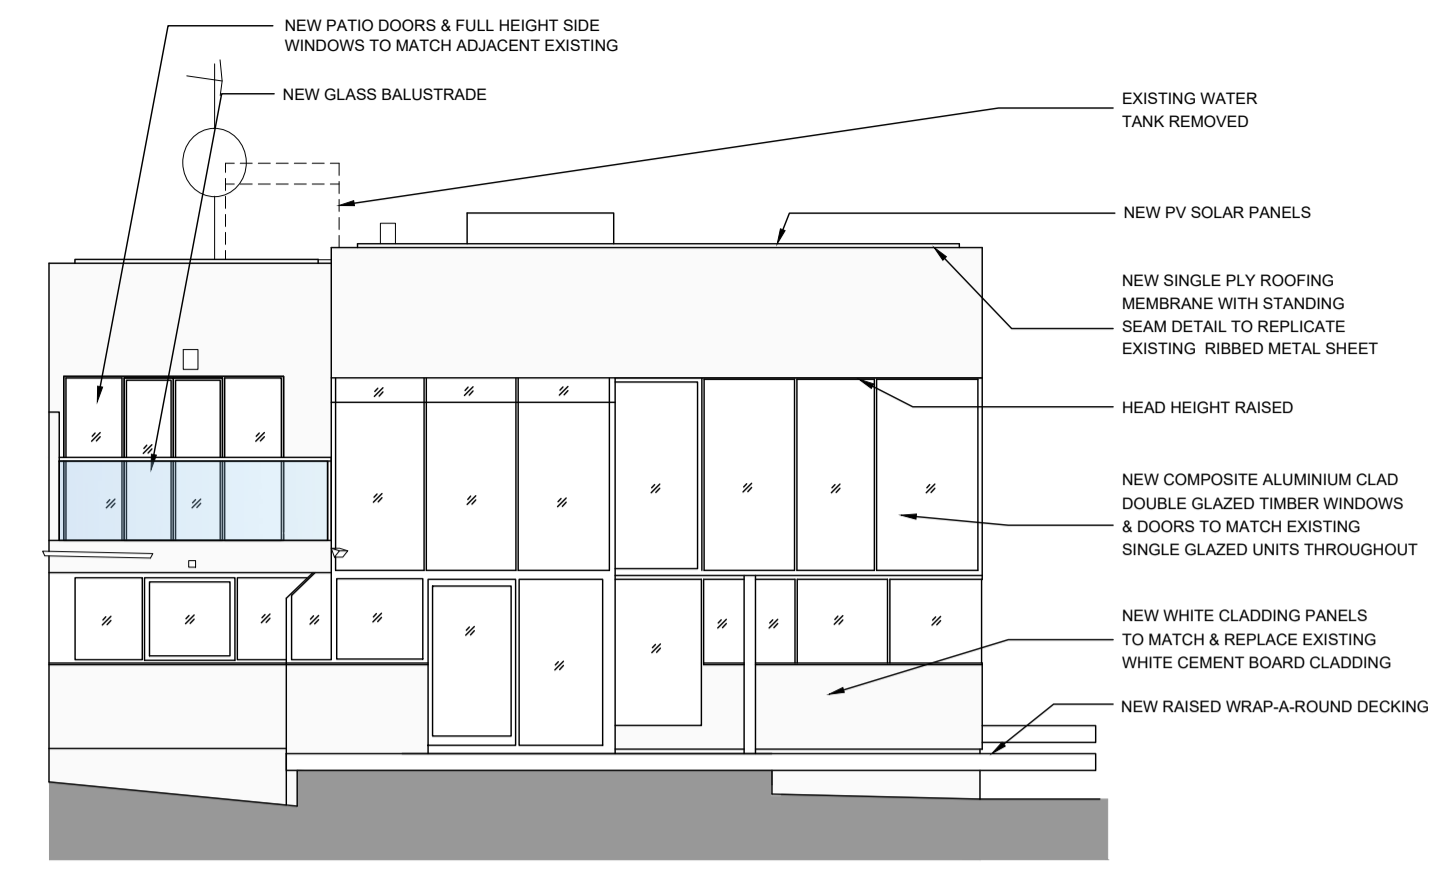 NEW PATIO DOORS & FULL HEIGHT SIDE
WINDOWS TO MATCH ADJACENT EXISTING
NEW GLASS BALUSTRADE
EXISTING WATER
TANK REMOVED
NEW PV SOLAR PANELS
NEW SINGLE PLY ROOFING
MEMBRANE WITH STANDING
SEAM DETAIL TO REPLICATE
EXISTING RIBBED METAL SHEET
HEAD HEIGHT RAISED
NEW COMPOSITE ALUMINIUM CLAD
DOUBLE GLAZED TIMBER WINDOWS
& DOORS TO MATCH EXISTING
SINGLE GLAZED UNITS THROUGHOUT
NEW WHITE CLADDING PANELS
TO MATCH & REPLACE EXISTING
WHITE CEMENT BOARD CLADDING
NEW RAISED WRAP-A-ROUND DECKING